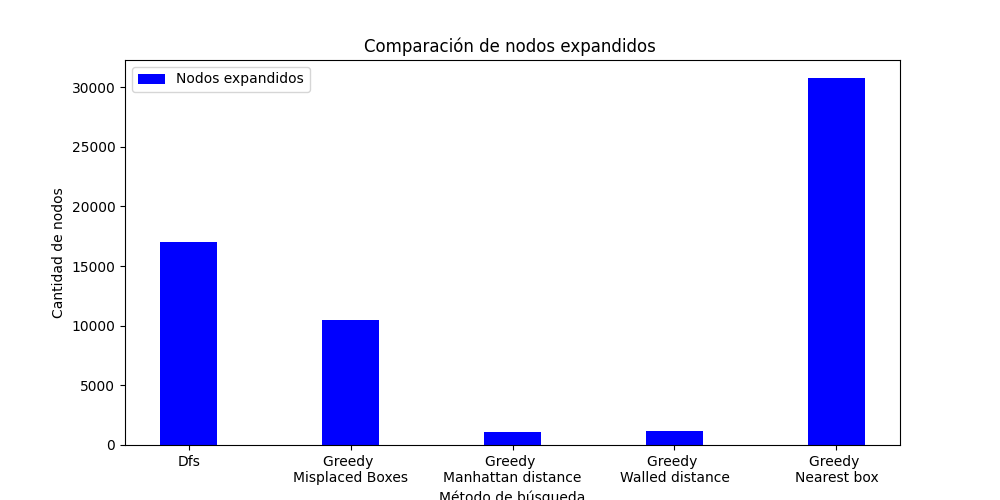 Comparación de nodos expandidos
Nodos expandidos
30000
25000
20000
15000
10000
5000
0
Cantidad de nodos
Dfs
Greedy
Misplaced Boxes
Greedy
Manhattan distance
Greedy
Walled distance
Greedy
Nearest box
Método de búsqueda